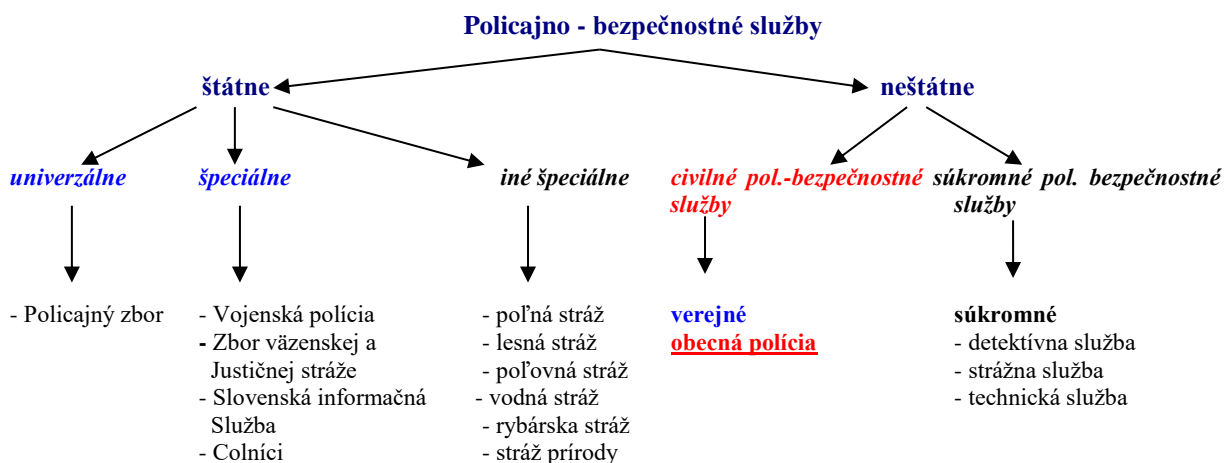 Policajno - bezpečnostné služby
štátne
neštátne
univerzálne
špeciálne
iné špeciálne
civilné pol.-bezpečnostné
služby
súkromné pol. bezpečnostné
služby
- Policajný zbor
- Vojenská polícia
- Zbor väzenskej a
Justičnej stráže
- Slovenská informačná
Služba
- Colníci
- poľná stráž
- lesná stráž
- poľovná stráž
- vodná stráž
- rybárska stráž
- stráž prírody
verejné
obecná polícia
súkromné
- detektívna služba
- strážna služba
- technická služba